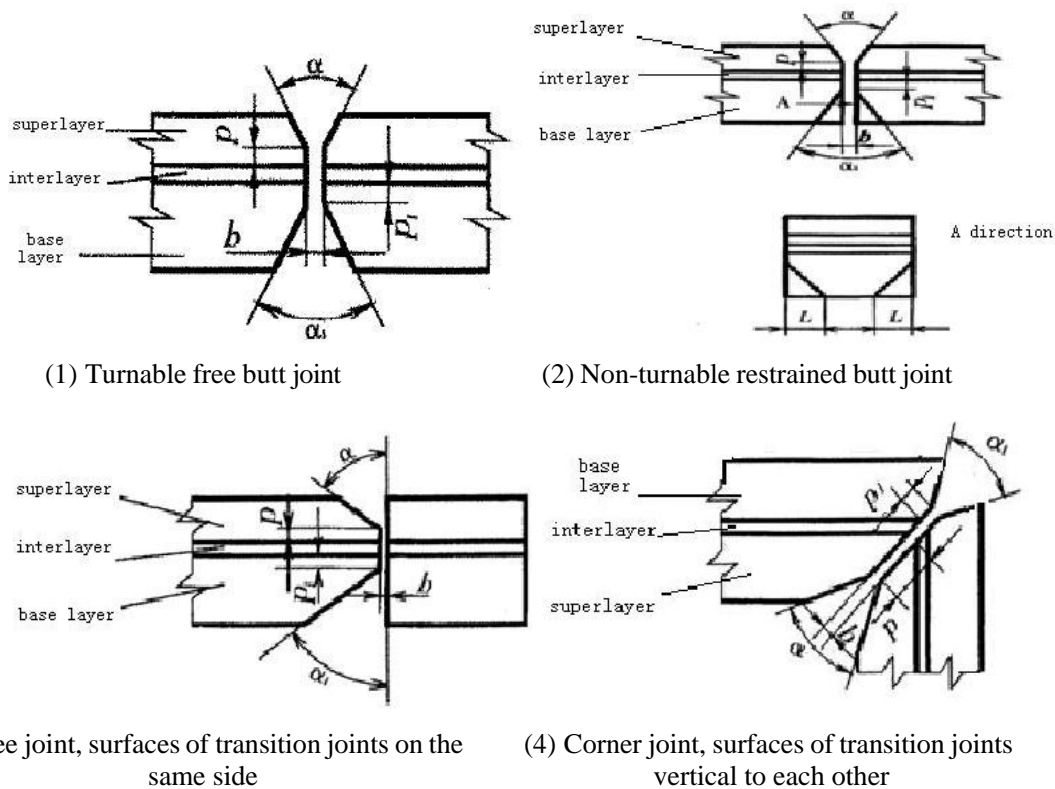 α
superlayer
P
interlayer
P₁
b
base
layer
α₁
(1) Turnable free butt joint
α
superlayer
P
interlayer
A
P₁
base layer
b
α₁
A direction
L
L
(2) Non-turnable restrained butt joint
α
superlayer
P
interlayer
P₁
b
base layer
α₁
ee joint, surfaces of transition joints on the
same side
α₁
base
layer
P₁
interlayer
superlayer
b
P
α
(4) Corner joint, surfaces of transition joints
vertical to each other